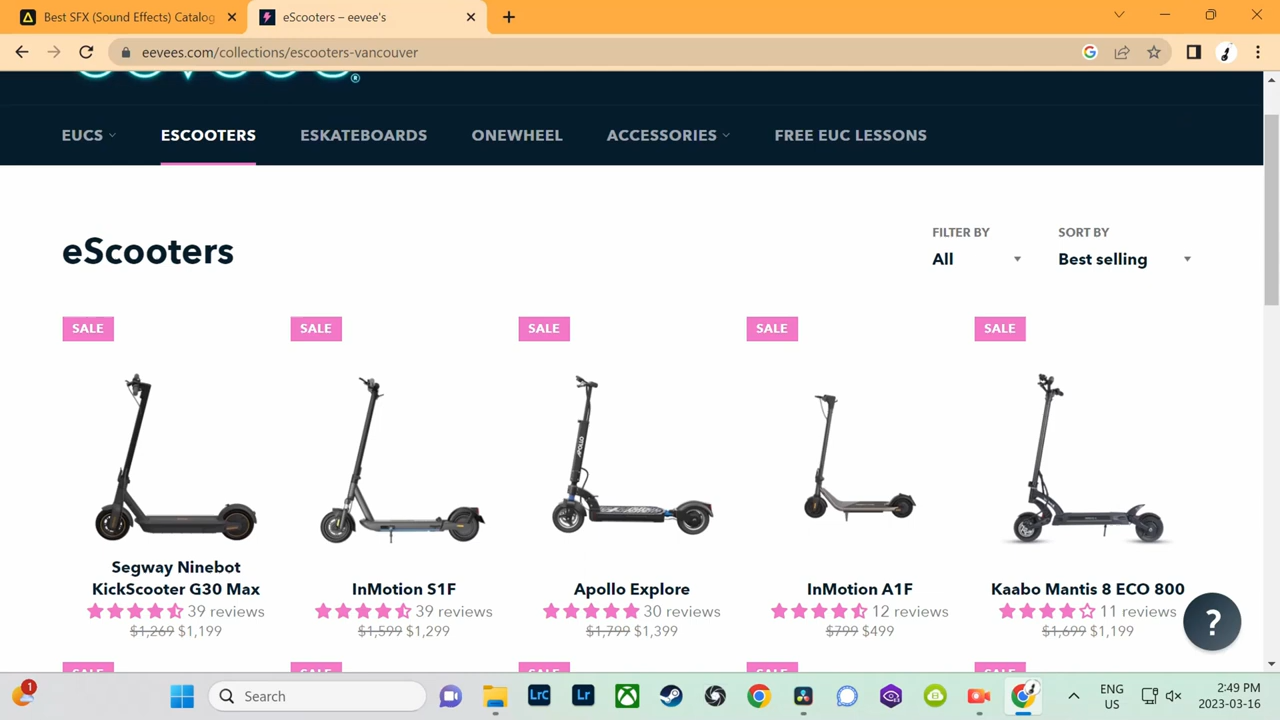 Best SFX (Sound Effects) Catalog
eScooters – eevee's
eevees.com/collections/escooters-vancouver
EUCS
ESCOOTERS
ESKATEBOARDS
ONEWHEEL
ACCESSORIES
FREE EUC LESSONS
eScooters
FILTER BY
All
SORT BY
Best selling
SALE
SALE
SALE
SALE
SALE
APOLLO
Segway Ninebot
KickScooter G30 Max
39 reviews
$1,269 $1,199
InMotion S1F
39 reviews
$1,599 $1,299
Apollo Explore
30 reviews
$1,799 $1,399
InMotion A1F
12 reviews
$799 $499
Kaabo Mantis 8 ECO 800
11 reviews
$1,699 $1,199
?
SALE
SALE
SALE
SALE
SALE
1
Search
LrC
Lr
ENG
US
2:49 PM
2023-03-16